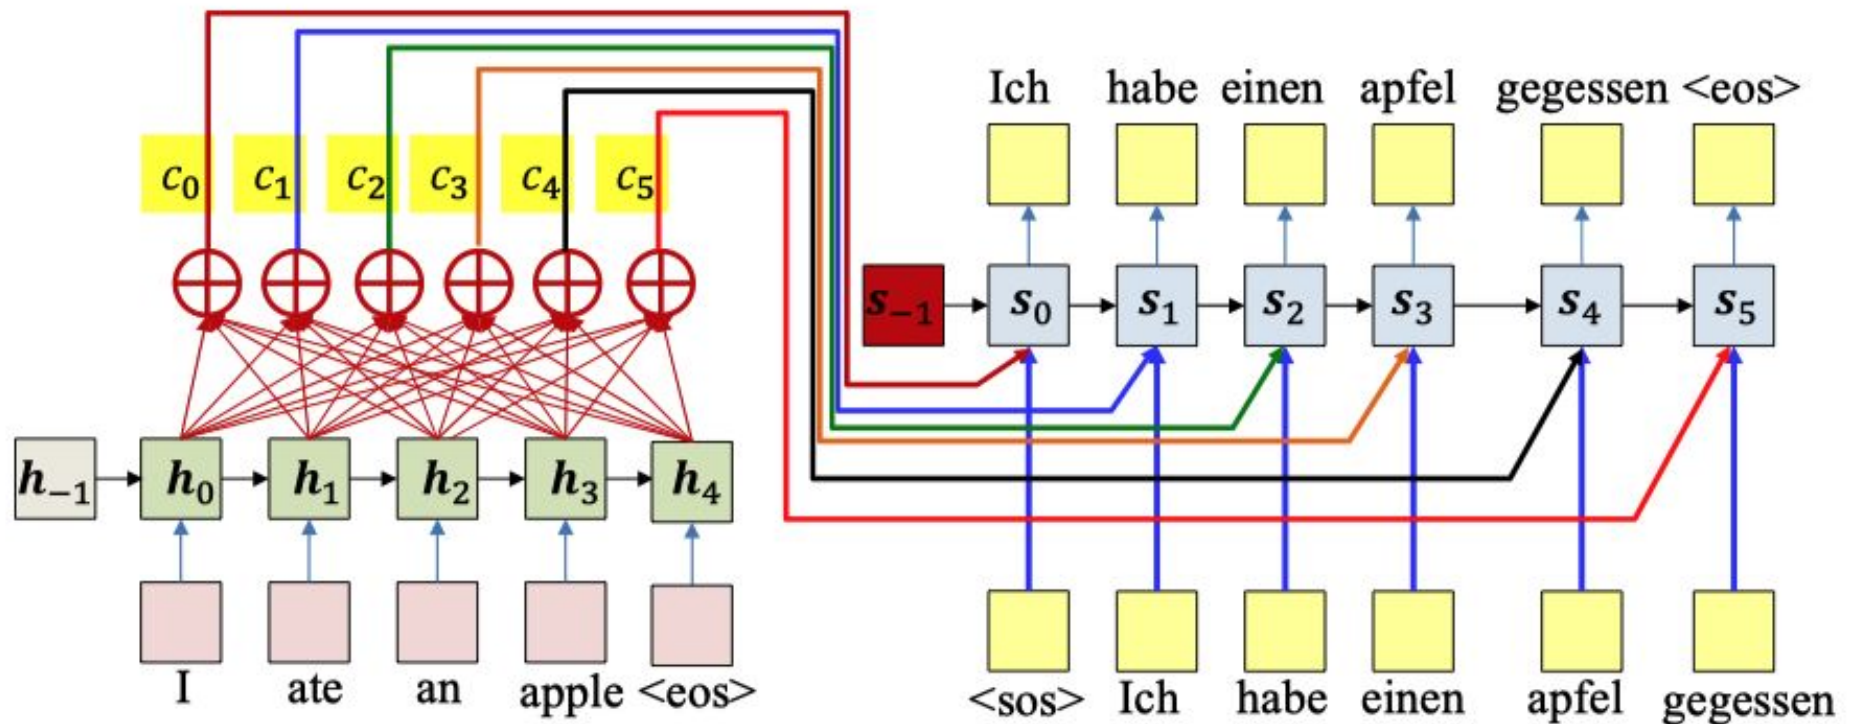 Ich habe einen apfel gegessen <eos>
c₀ c₁ c₂ c₃ c₄ c₅
s₋₁ s₀ s₁ s₂ s₃ s₄ s₅
h₋₁ h₀ h₁ h₂ h₃ h₄
I ate an apple <eos>
<sos> Ich habe einen apfel gegessen